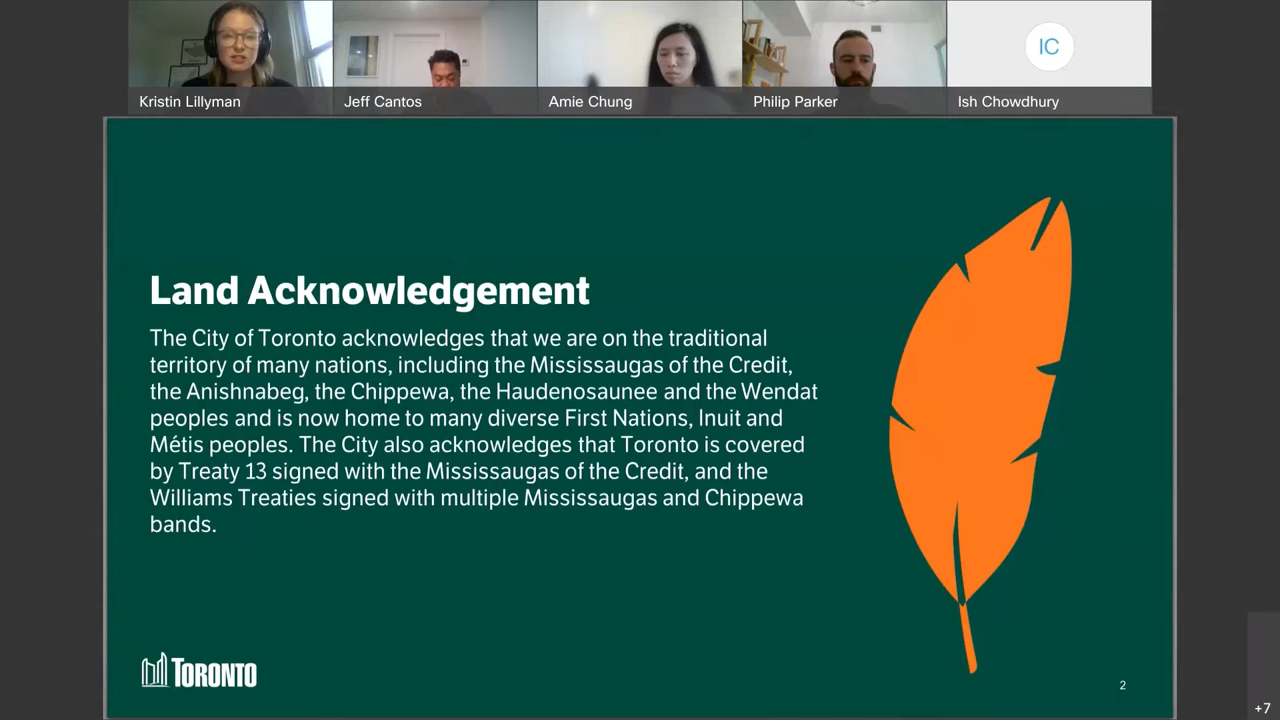 Kristin Lillyman
Jeff Cantos
Amie Chung
Philip Parker
IC
Ish Chowdhury
Land Acknowledgement
The City of Toronto acknowledges that we are on the traditional
territory of many nations, including the Mississaugas of the Credit,
the Anishnabeg, the Chippewa, the Haudenosaunee and the Wendat
peoples and is now home to many diverse First Nations, Inuit and
Métis peoples. The City also acknowledges that Toronto is covered
by Treaty 13 signed with the Mississaugas of the Credit, and the
Williams Treaties signed with multiple Mississaugas and Chippewa
bands.
TORONTO
2
+7